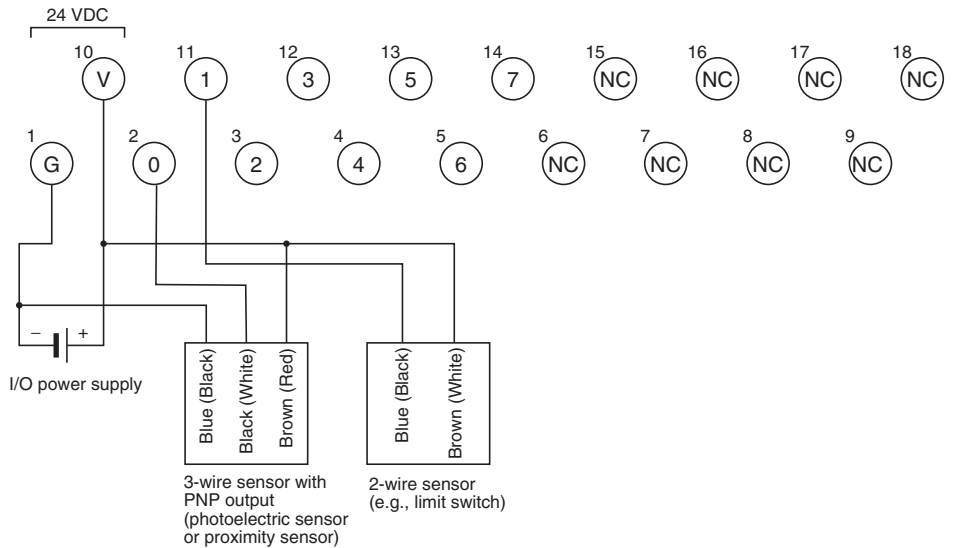 24 VDC
10 11 12 13 14 15 16 17 18
V 1 3 5 7 NC NC NC NC
1 2 3 4 5 6 7 8 9
G 0 2 4 6 NC NC NC NC
– +
I/O power supply
Blue (Black)
Black (White)
Brown (Red)
Blue (Black)
Brown (White)
3-wire sensor with
PNP output
(photoelectric sensor
or proximity sensor)
2-wire sensor
(e.g., limit switch)